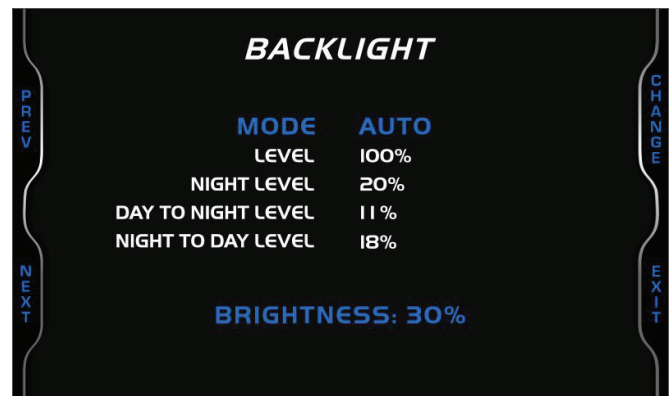 BACKLIGHT
PREV
CHANGE
MODE AUTO
LEVEL 100%
NIGHT LEVEL 20%
DAY TO NIGHT LEVEL 11%
NIGHT TO DAY LEVEL 18%
NEXT
EXIT
BRIGHTNESS: 30%